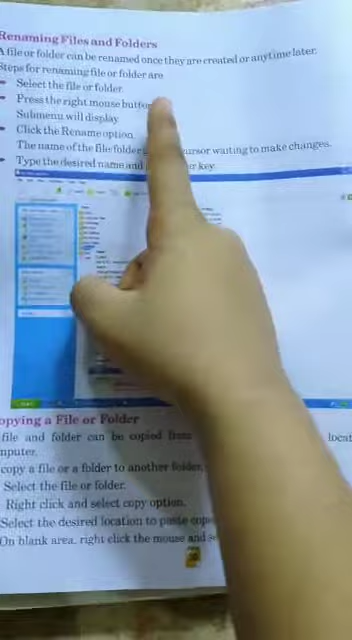 Renaming Files and Folders
A file or folder can be renamed once they are created or anytime later.
Steps for renaming file or folder are
Select the file or folder.
Press the right mouse button
Submenu will display.
Click the Rename option.
The name of the file folder cursor waiting to make changes.
Type the desired name and key.
opying a File or Folder
file and folder can be copied from locat
mputer.
copy a file or a folder to another folder,
Select the file or folder.
Right click and select copy option.
Select the desired location to paste
On blank area, right click the mouse and